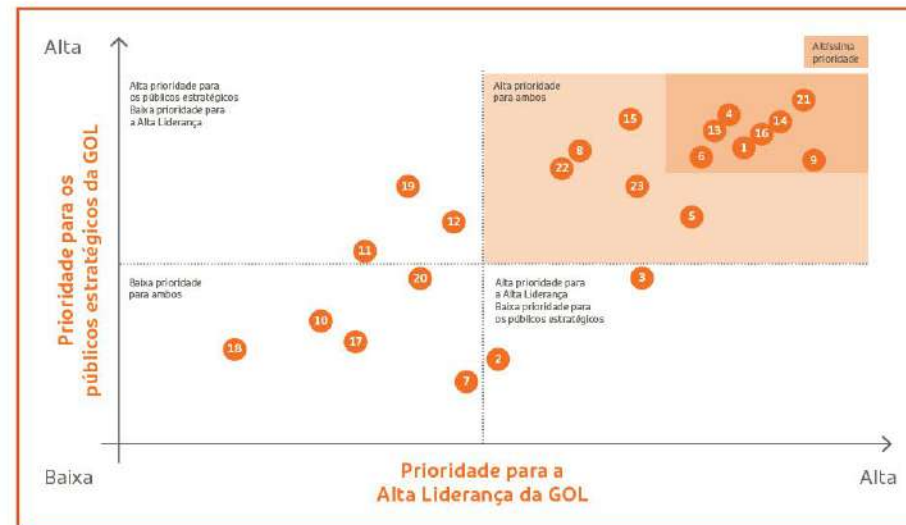 Alta
Altíssima
prioridade
Alta prioridade para
os públicos estratégicos
Baixa prioridade para
a Alta Liderança
Alta prioridade
para ambos
21
4
15
14
13
16
1
8
6
9
22
19
23
5
12
11
20
3
Baixa prioridade
para ambos
Alta prioridade para
a Alta Liderança
Baixa prioridade para
os públicos estratégicos
10
17
18
2
7
Prioridade para os
públicos estratégicos da GOL
Baixa
Prioridade para a
Alta Liderança da GOL
Alta